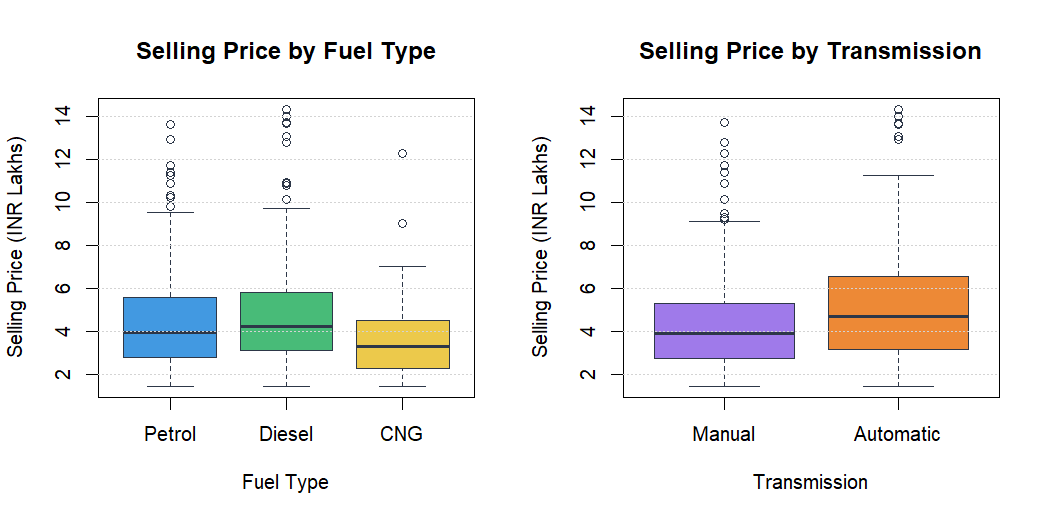 Selling Price by Fuel Type
Selling Price (INR Lakhs)
14
12
10
8
6
4
2
Petrol Diesel CNG
Fuel Type
Selling Price by Transmission
Selling Price (INR Lakhs)
14
12
10
8
6
4
2
Manual Automatic
Transmission